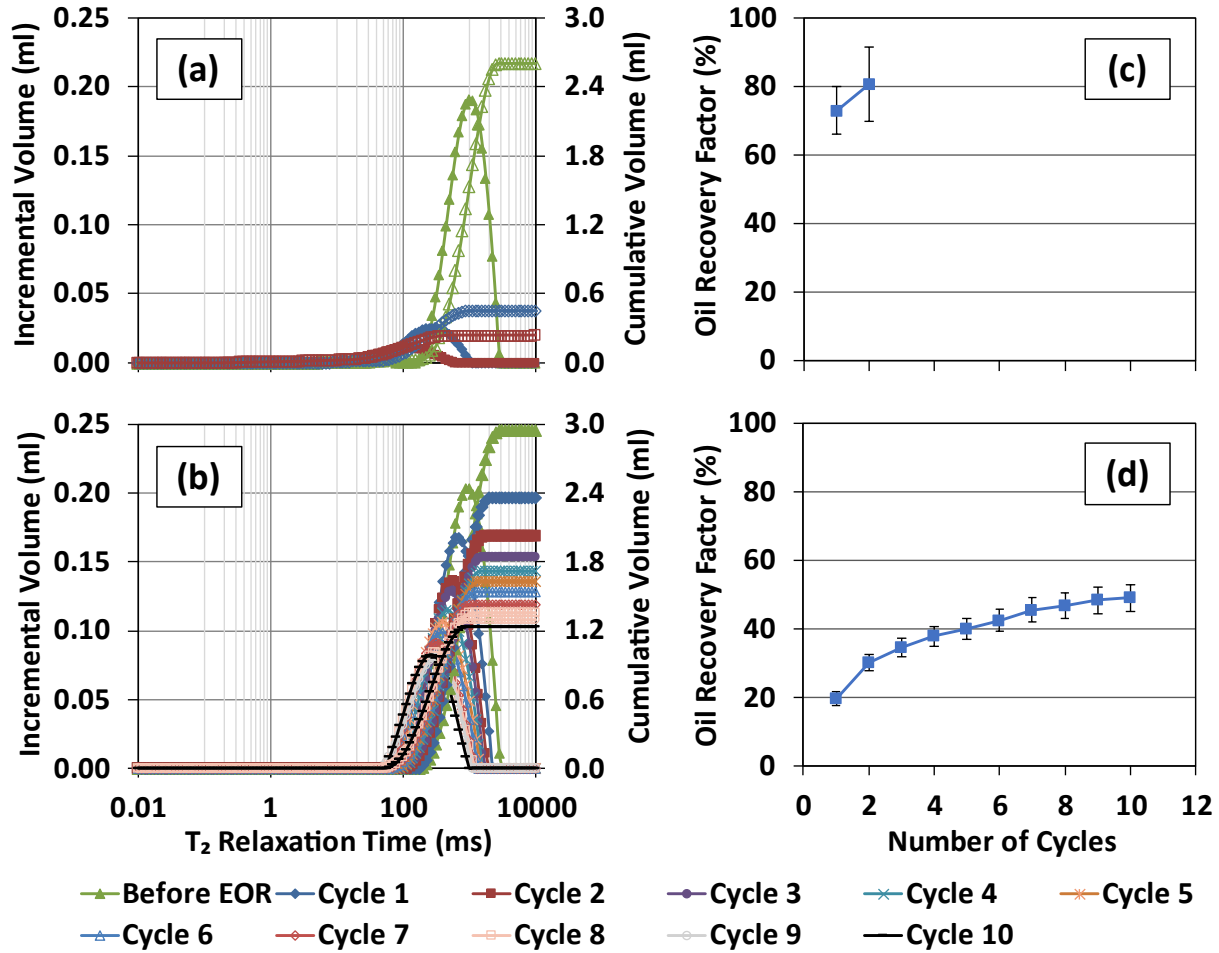 (a)
Incremental Volume (ml)
0.25
0.20
0.15
0.10
0.05
0.00
3.0
2.4
1.8
1.2
0.6
0.0
Cumulative Volume (ml)
(c)
Oil Recovery Factor (%)
100
80
60
40
20
0
(b)
Incremental Volume (ml)
0.25
0.20
0.15
0.10
0.05
0.00
3.0
2.4
1.8
1.2
0.6
0.0
Cumulative Volume (ml)
0.01 1 100 10000
T₂ Relaxation Time (ms)
(d)
Oil Recovery Factor (%)
100
80
60
40
20
0
0 2 4 6 8 10 12
Number of Cycles
Before EOR Cycle 1 Cycle 2 Cycle 3 Cycle 4 Cycle 5
Cycle 6 Cycle 7 Cycle 8 Cycle 9 Cycle 10